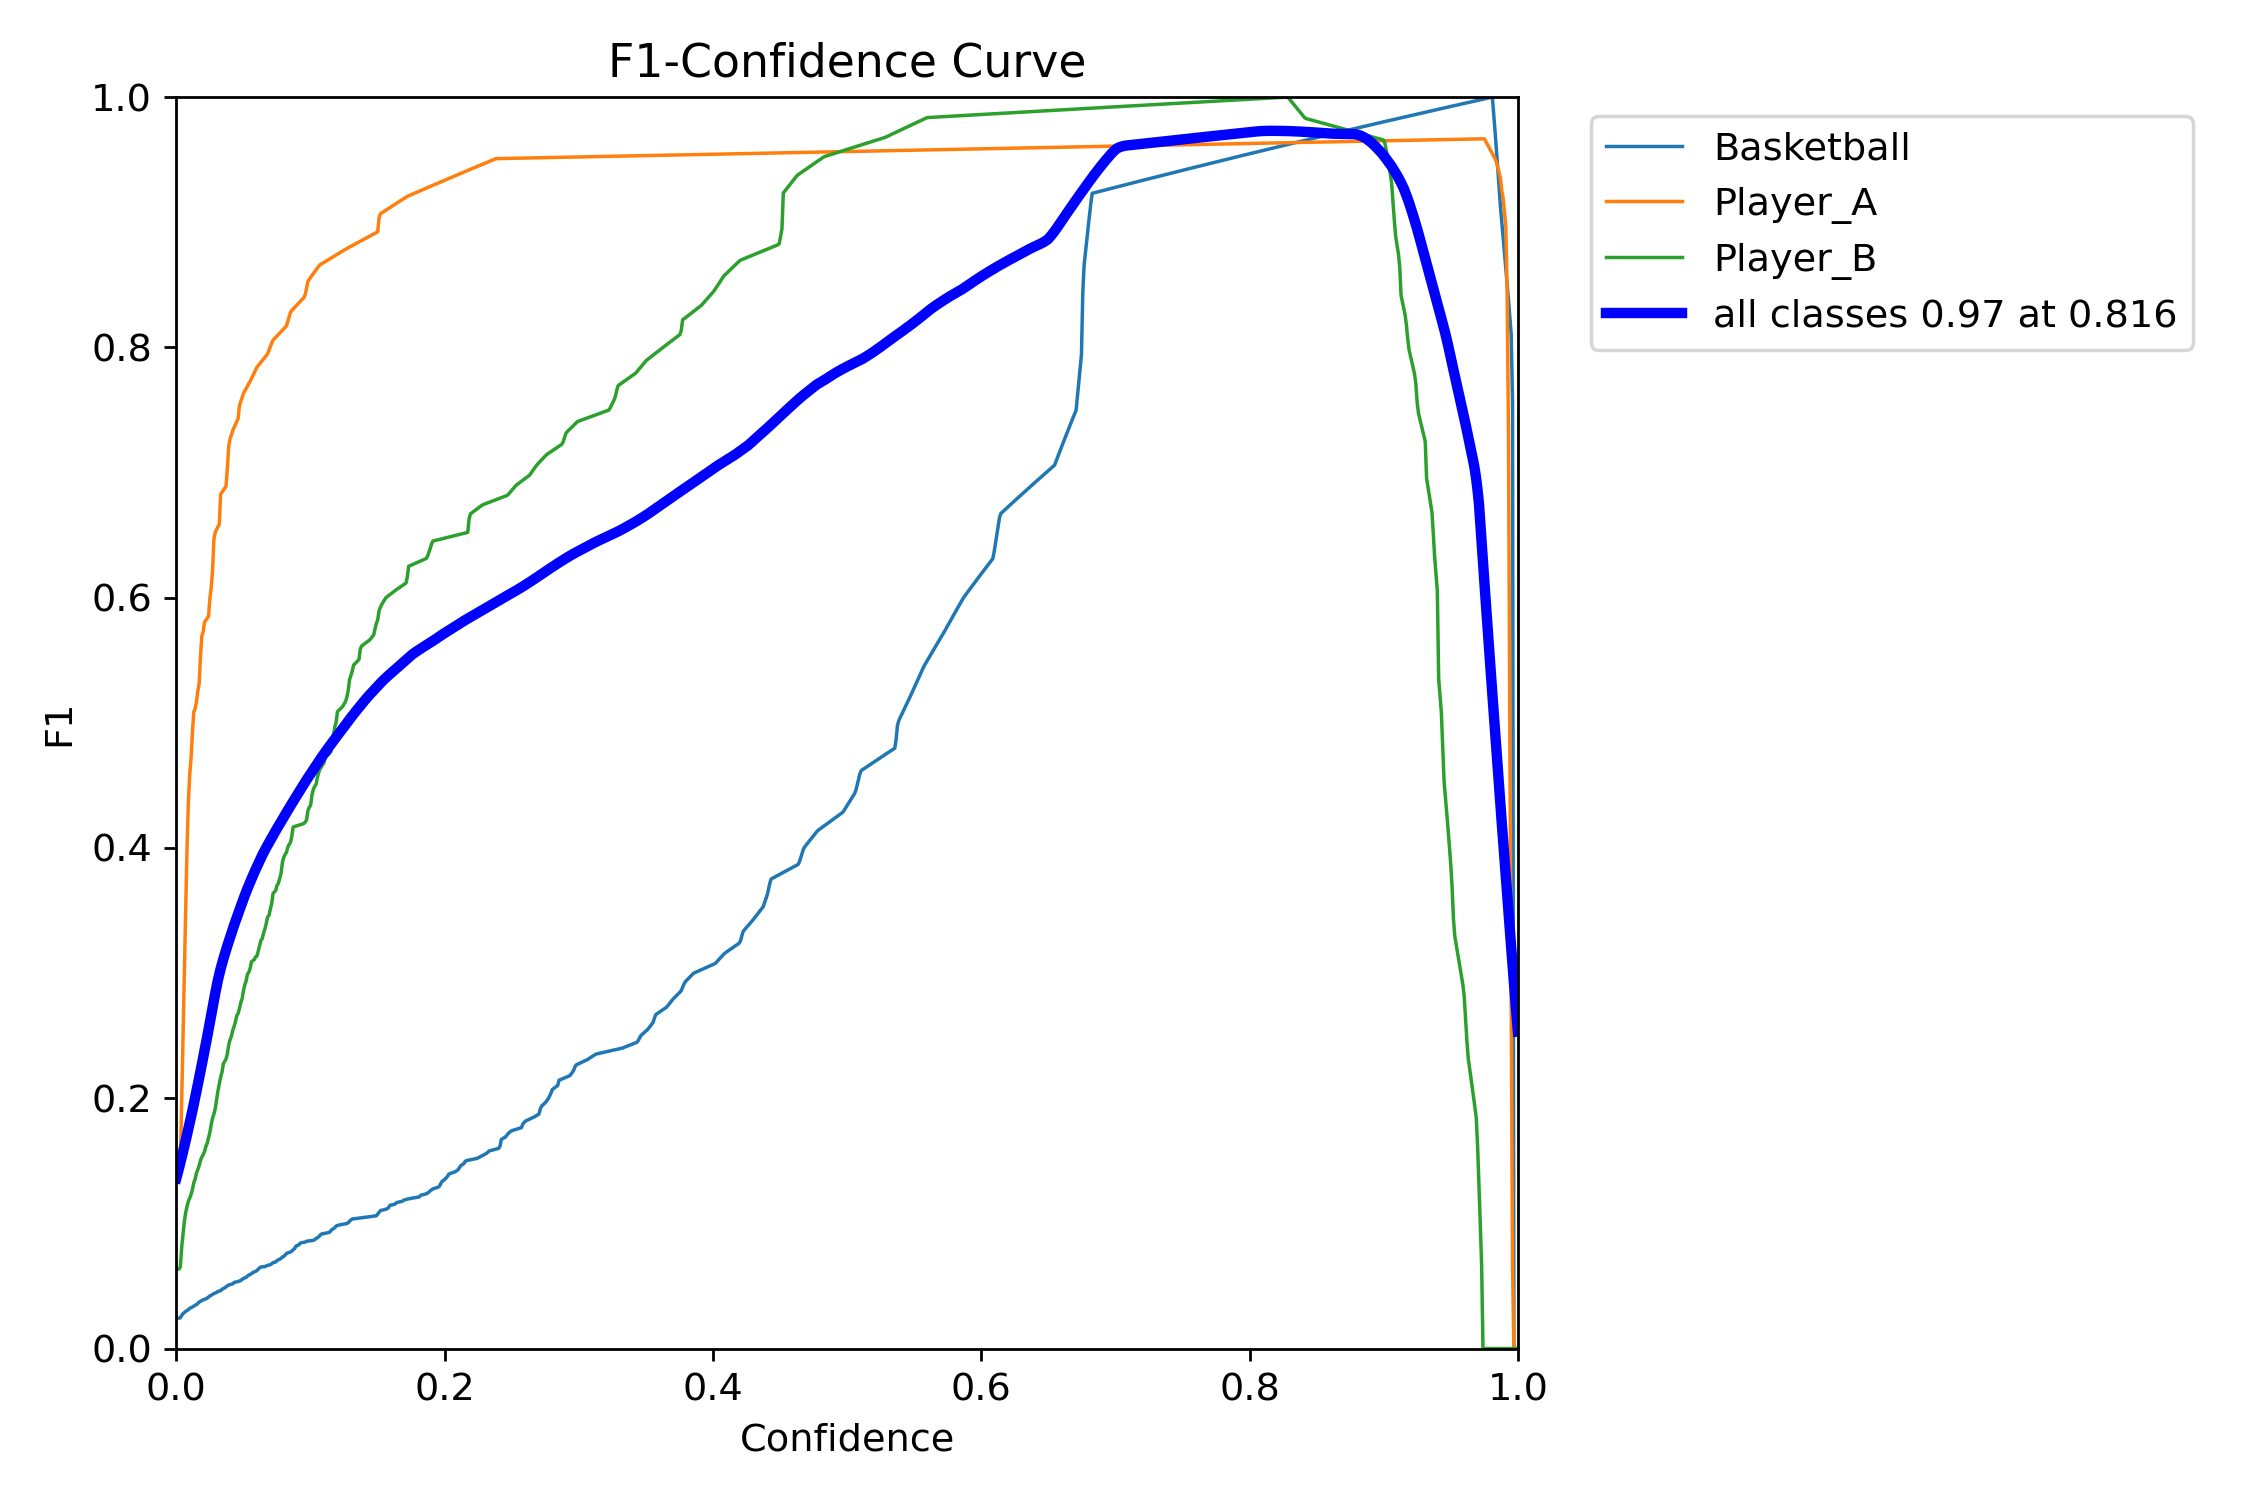 F1-Confidence Curve
1.0
0.8
0.6
0.4
0.2
0.0
F1
0.0 0.2 0.4 0.6 0.8 1.0
Confidence
Basketball
Player_A
Player_B
all classes 0.97 at 0.816